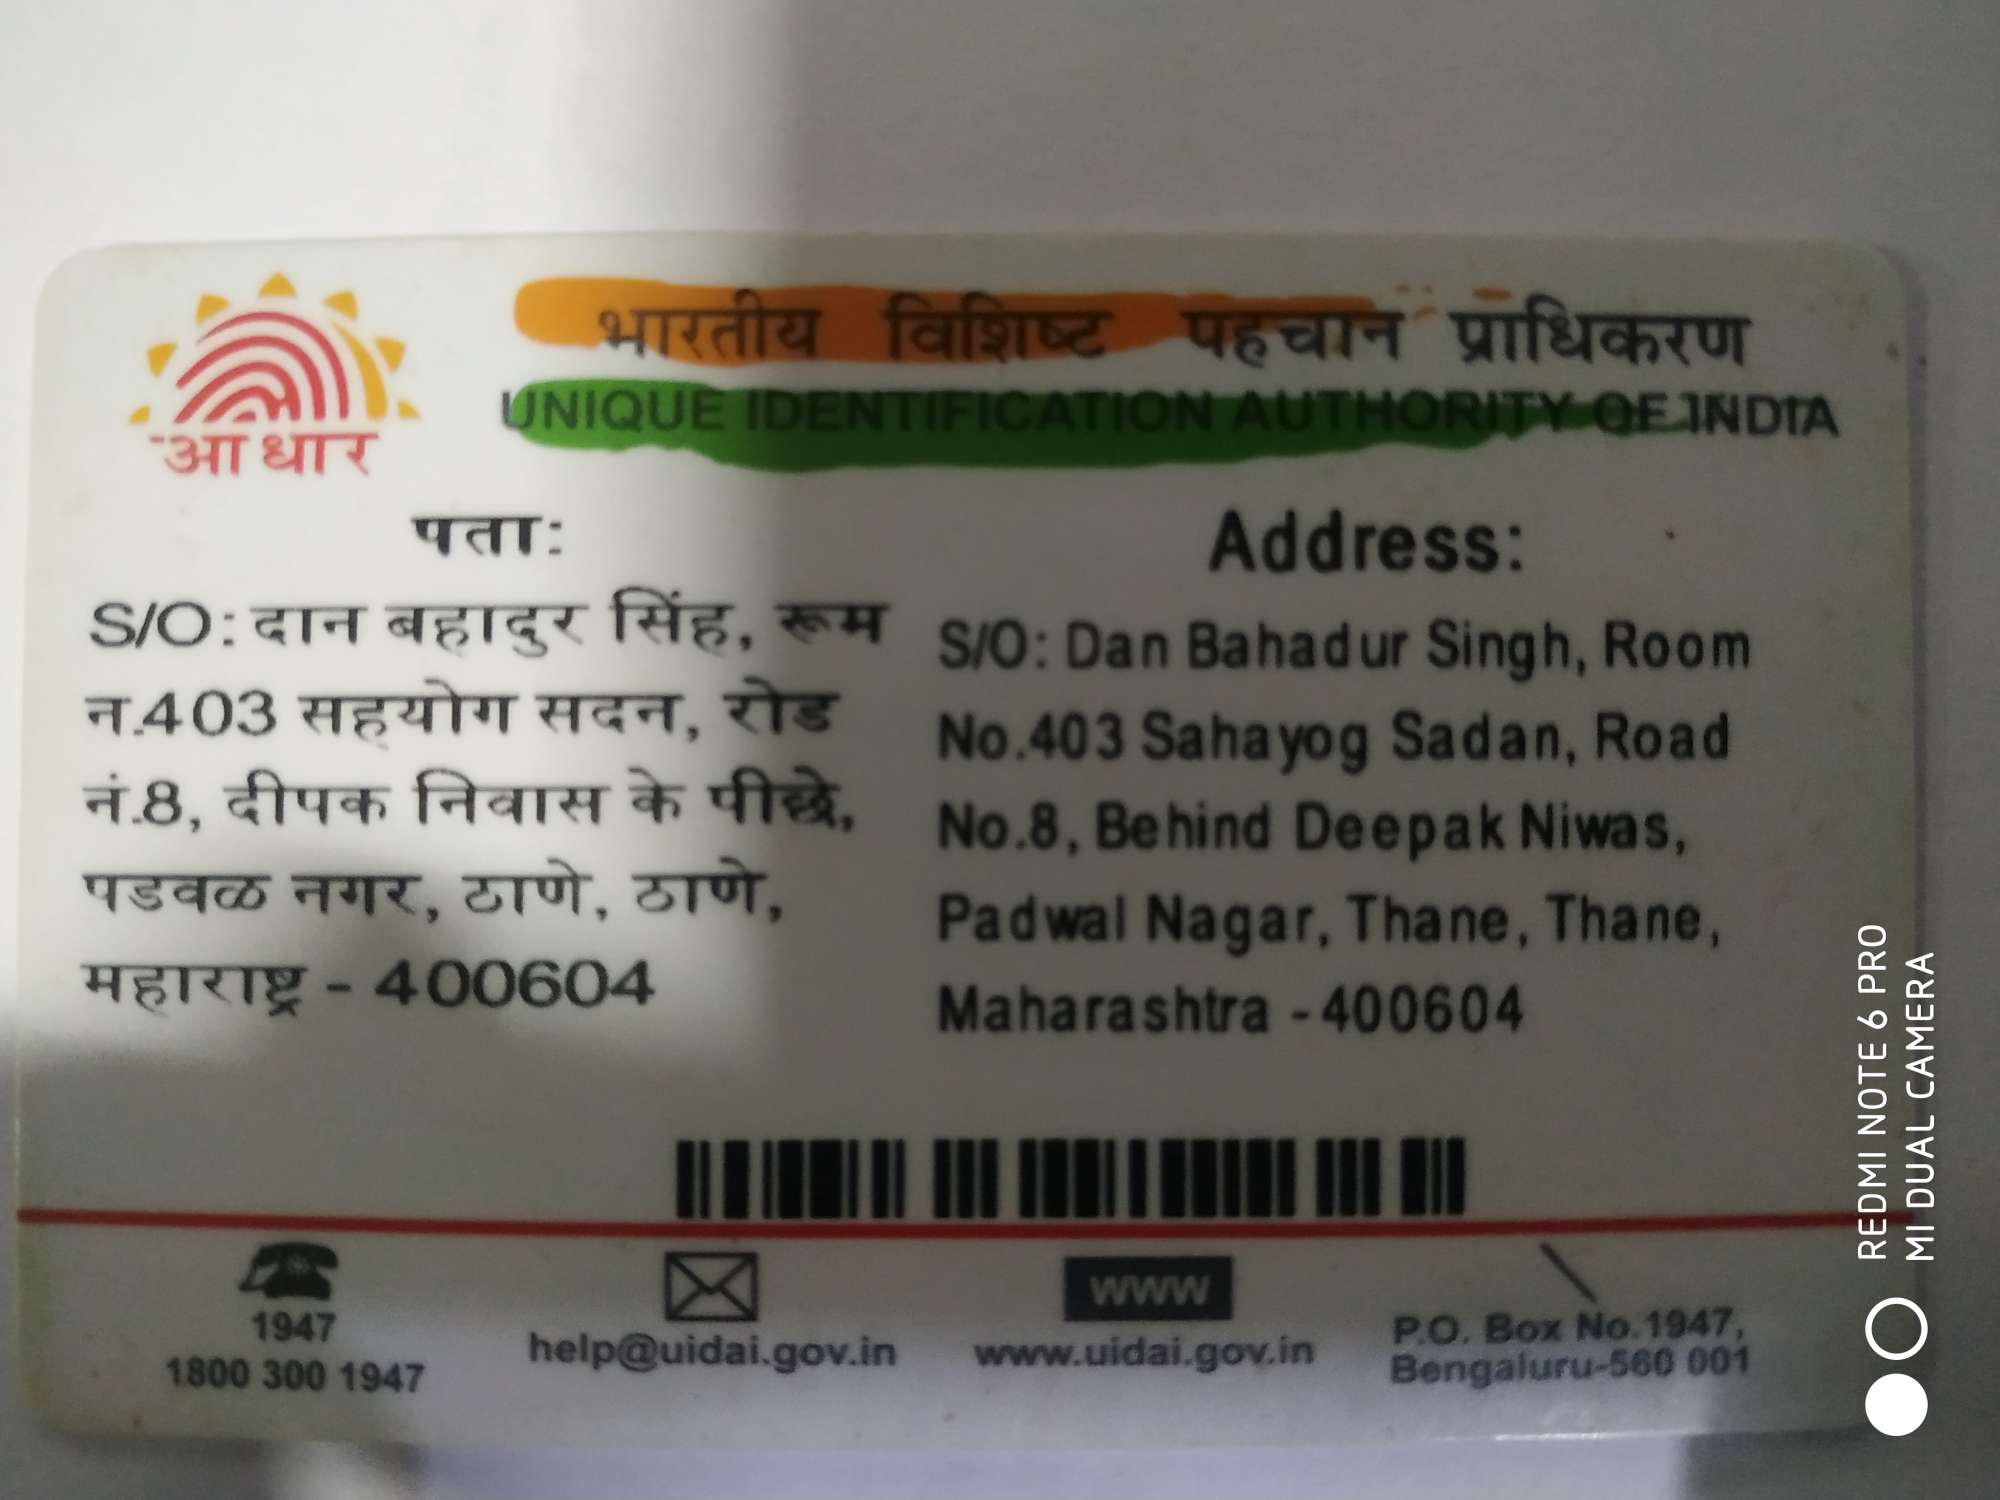 भारतीय विशिष्ट पहचान प्राधिकरण
UNIQUE IDENTIFICATION AUTHORITY OF INDIA
आधार
पता:
S/O: दान बहादुर सिंह, रूम
न.403 सहयोग सदन, रोड
नं.8, दीपक निवास के पीछे,
पडवळ नगर, ठाणे, ठाणे,
महाराष्ट्र - 400604
Address:
S/O: Dan Bahadur Singh, Room
No.403 Sahayog Sadan, Road
No.8, Behind Deepak Niwas,
Padwal Nagar, Thane, Thane,
Maharashtra - 400604
1947
1800 300 1947
help@uidai.gov.in
www
www.uidai.gov.in
P.O. Box No.1947,
Bengaluru-560 001
REDMI NOTE 6 PRO
MI DUAL CAMERA